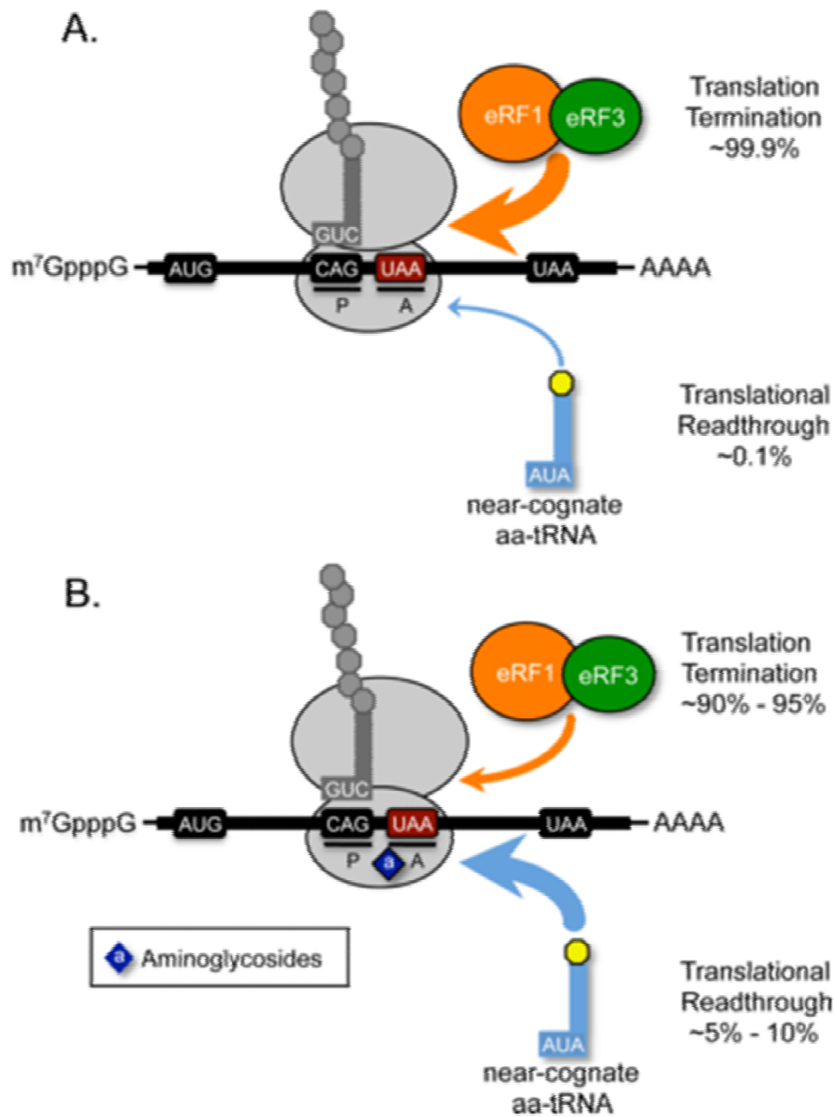 A.
eRF1
eRF3
Translation
Termination
~99.9%
GUC
m⁷GpppG
AUG
CAG
UAA
UAA
AAAA
P
A
Translational
Readthrough
~0.1%
AUA
near-cognate
aa-tRNA
B.
eRF1
eRF3
Translation
Termination
~90% - 95%
GUC
m⁷GpppG
AUG
CAG
UAA
UAA
AAAA
P
a
A
a Aminoglycosides
Translational
Readthrough
~5% - 10%
AUA
near-cognate
aa-tRNA